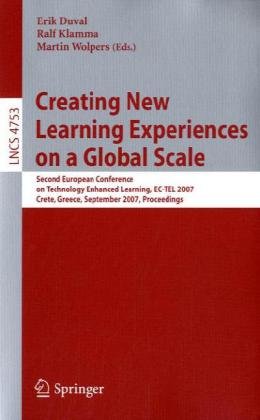 Erik Duval
Ralf Klamma
Martin Wolpers (Eds.)
LNCS 4753
Creating New
Learning Experiences
on a Global Scale
Second European Conference
on Technology Enhanced Learning, EC-TEL 2007
Crete, Greece, September 2007, Proceedings
Springer